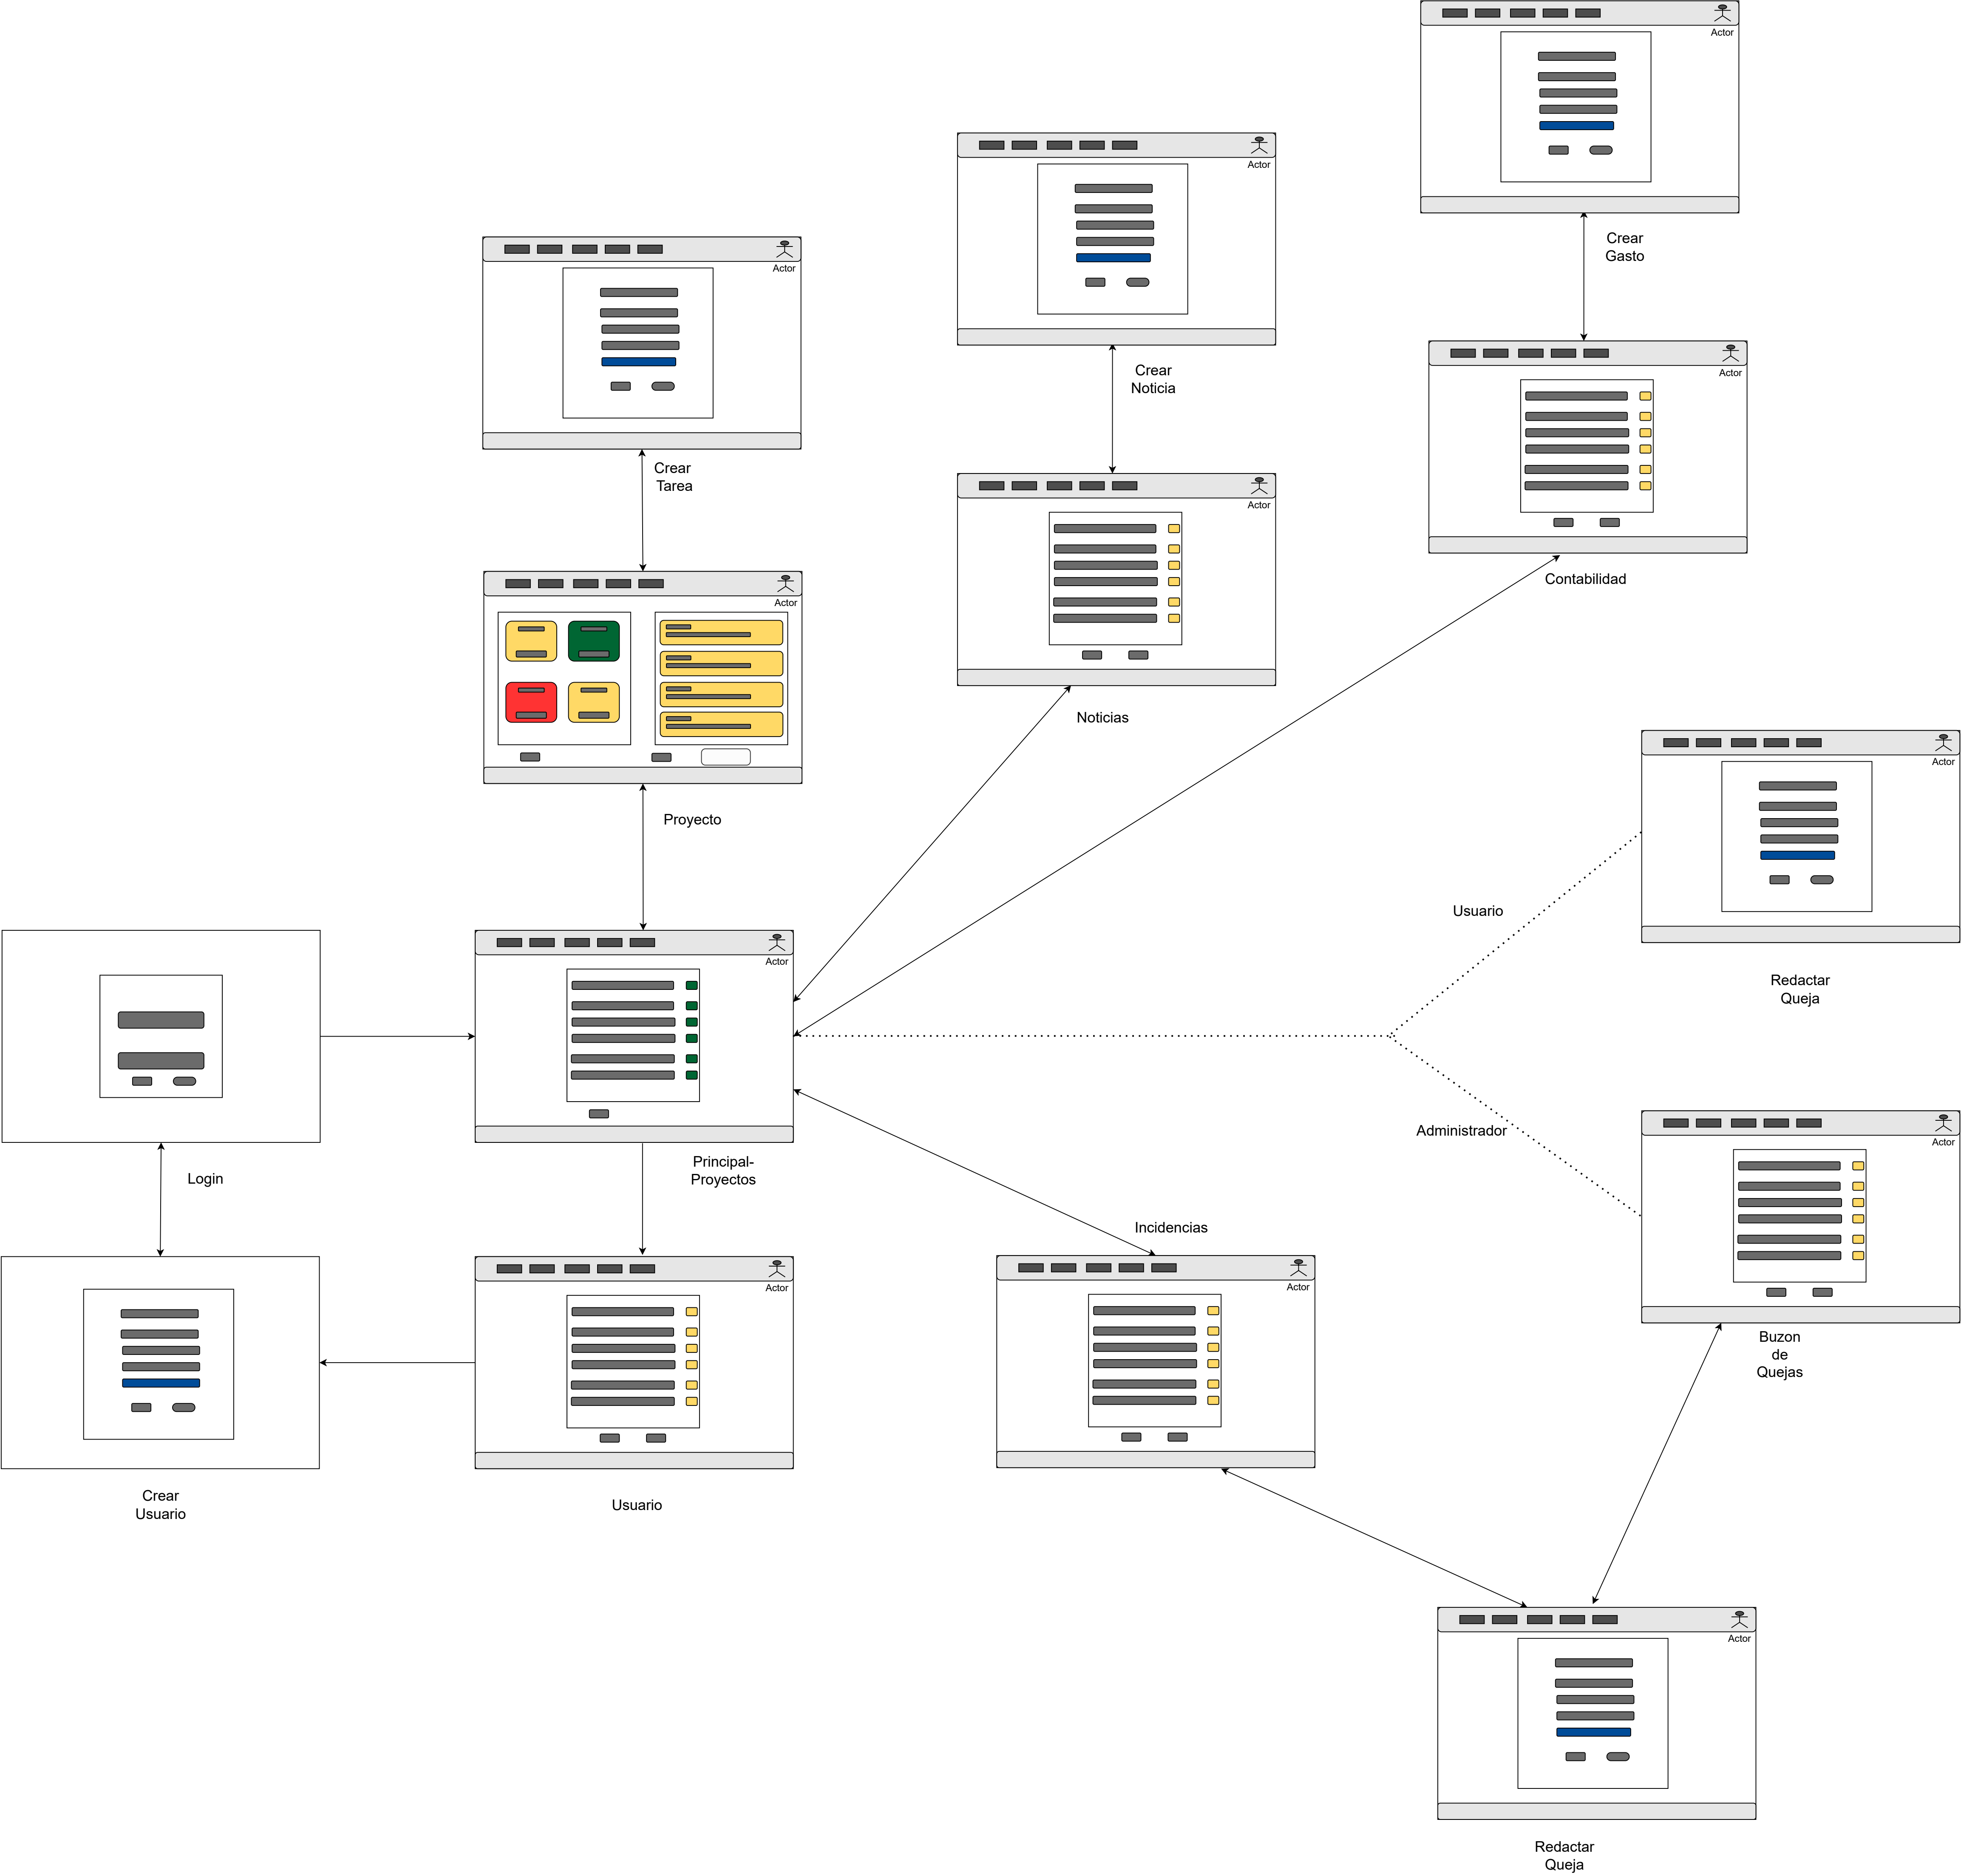 Actor
Crear
Gasto
Actor
Crear
Noticia
Actor
Crear
Tarea
Actor
Contabilidad
Actor
Noticias
Actor
Proyecto
Actor
Usuario
Redactar
Queja
Actor
Login
Principal-
Proyectos
Administrador
Actor
Buzon
de
Quejas
Incidencias
Actor
Actor
Crear
Usuario
Usuario
Actor
Redactar
Queja